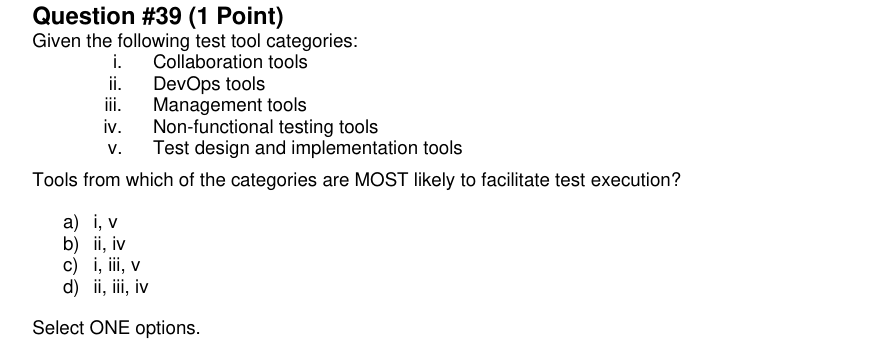 Question #39 (1 Point)
Given the following test tool categories:
i. Collaboration tools
ii. DevOps tools
iii. Management tools
iv. Non-functional testing tools
v. Test design and implementation tools
Tools from which of the categories are MOST likely to facilitate test execution?
a) i, v
b) ii, iv
c) i, iii, v
d) ii, iii, iv
Select ONE options.